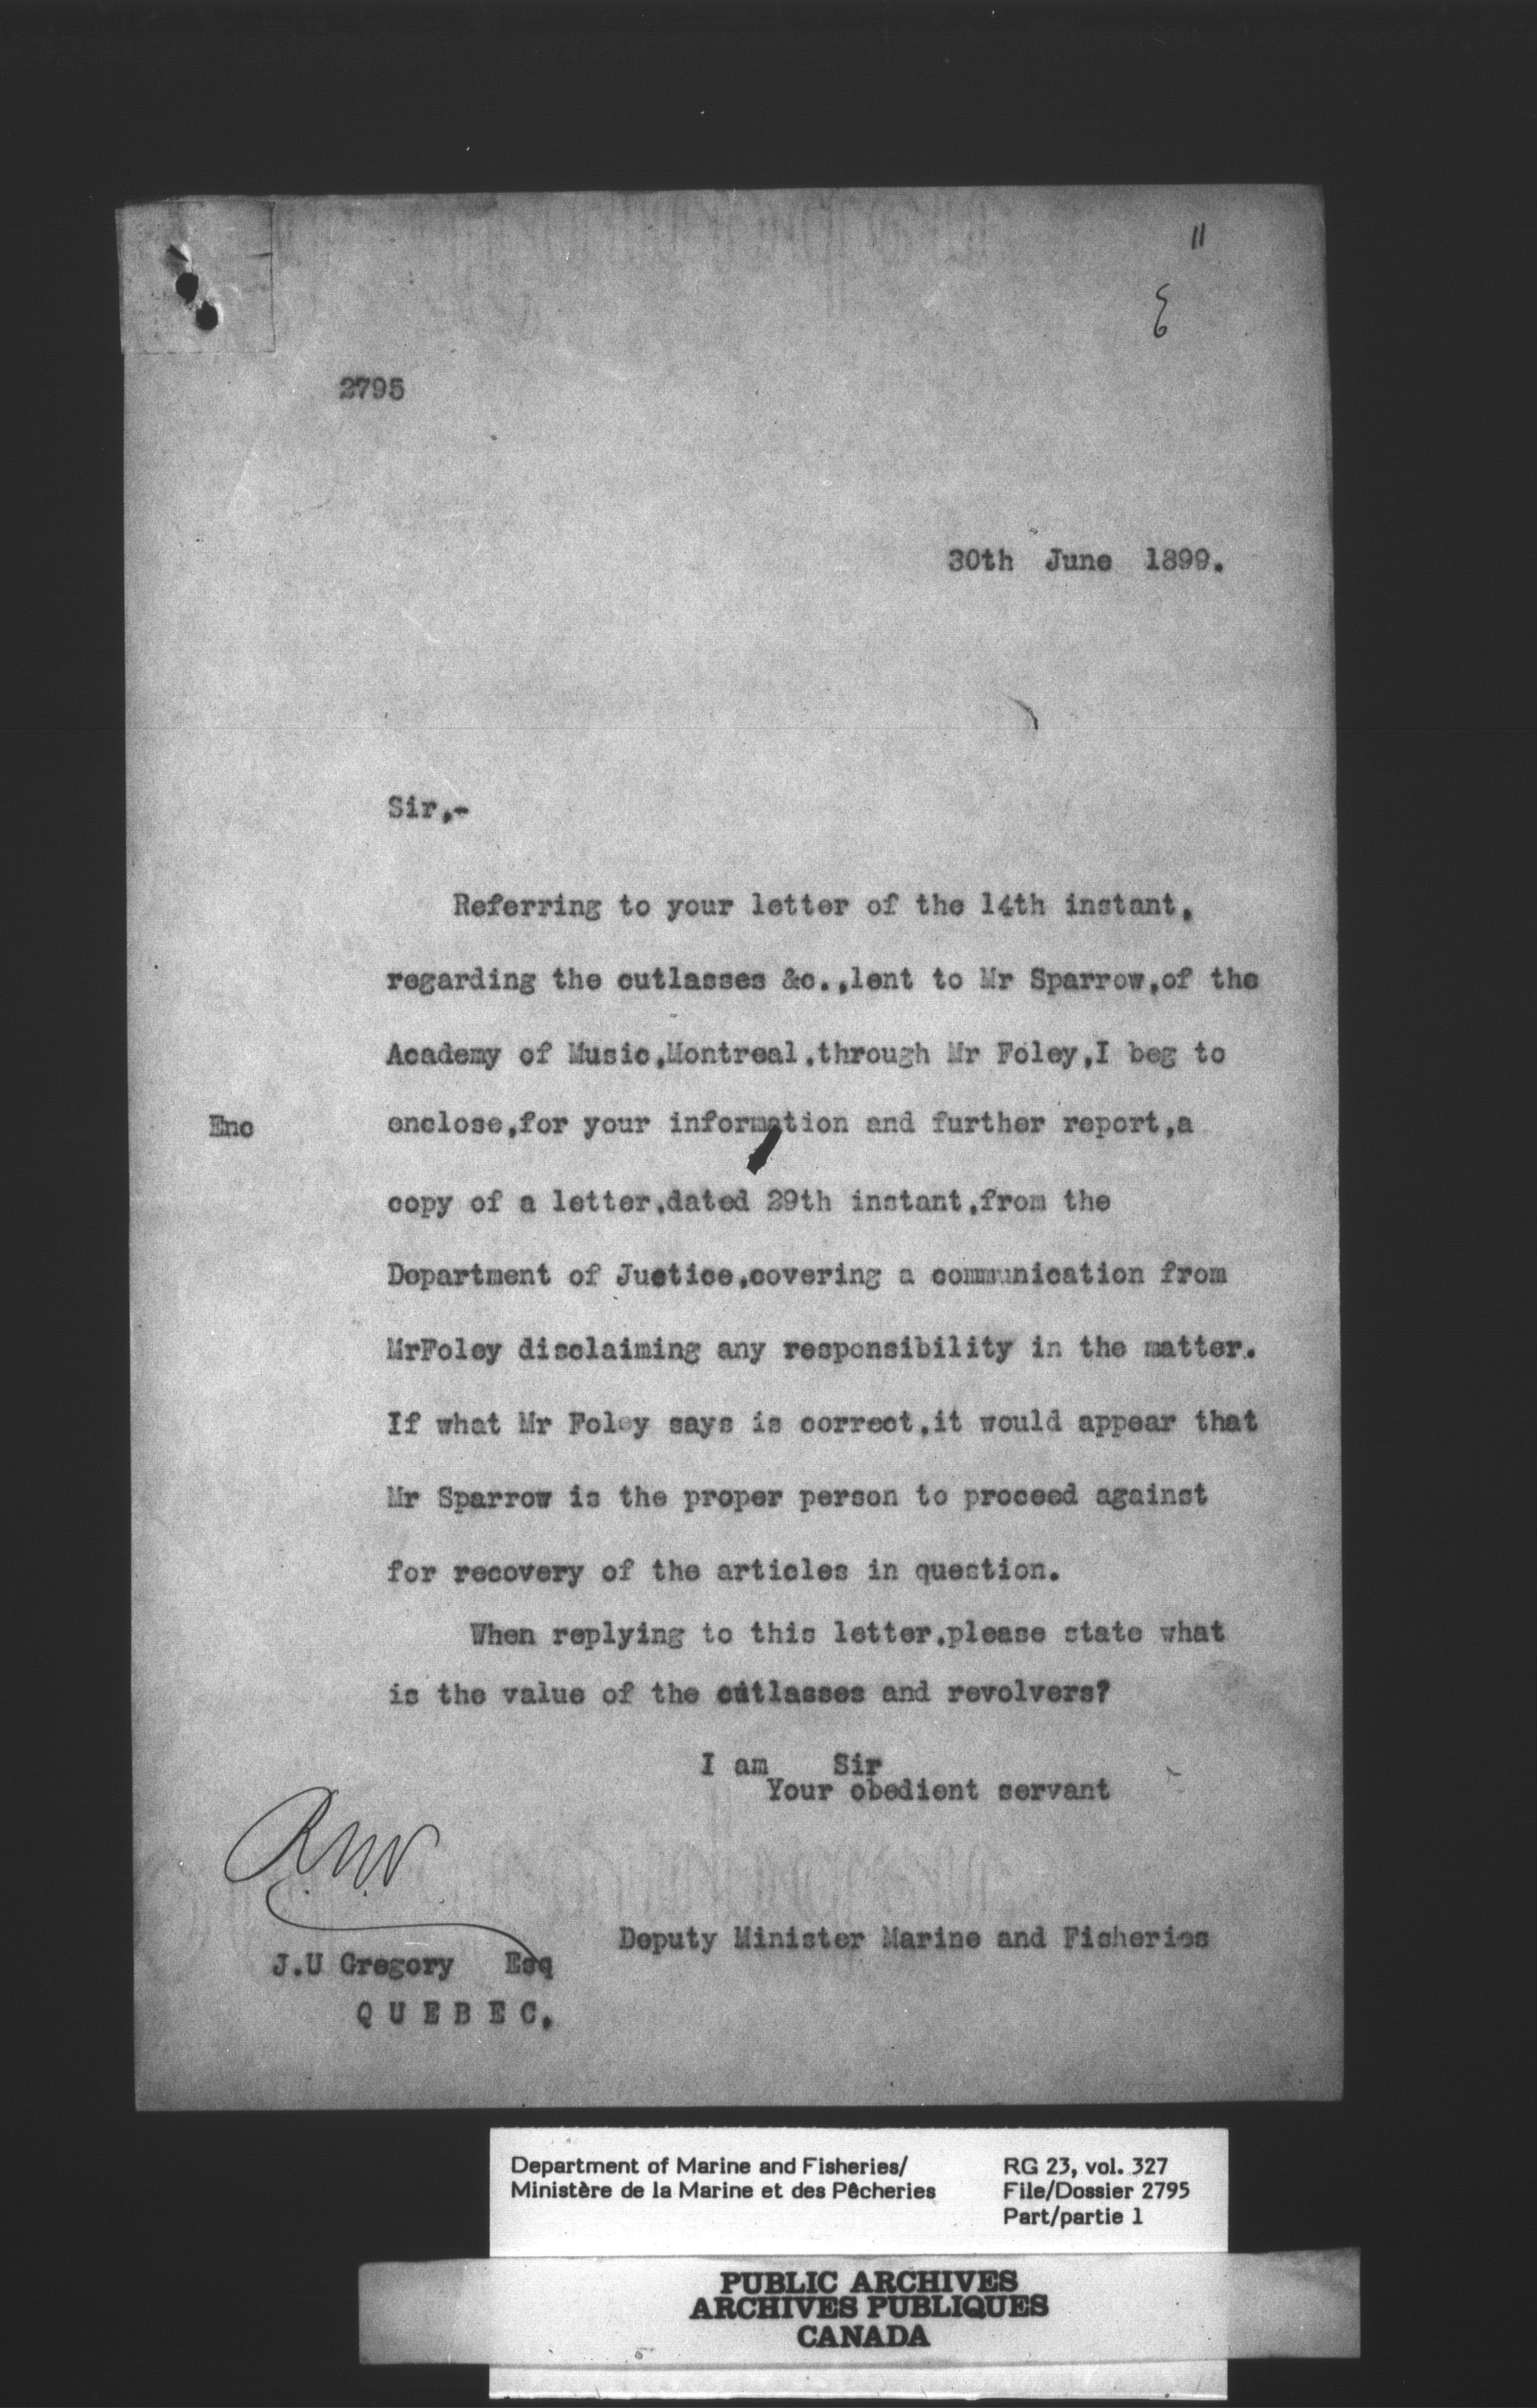 11
2795
30th June 1899.
Sir,-
Referring to your letter of the 14th instant,
regarding the cutlasses &c.,lent to Mr Sparrow,of the
Academy of Music,Montreal,through Mr Foley,I beg to
Enc enclose,for your information and further report,a
copy of a letter,dated 29th instant,from the
Department of Justice,covering a communication from
MrFoley disclaiming any responsibility in the matter.
If what Mr Foley says is correct,it would appear that
Mr Sparrow is the proper person to proceed against
for recovery of the articles in question.
When replying to this letter,please state what
is the value of the cutlasses and revolvers?
I am Sir
Your obedient servant
Deputy Minister Marine and Fisheries
J.U Gregory Esq
QUEBEC.
Department of Marine and Fisheries/
Ministère de la Marine et des Pêcheries
RG 23, vol. 327
File/Dossier 2795
Part/partie 1
PUBLIC ARCHIVES
ARCHIVES PUBLIQUES
CANADA